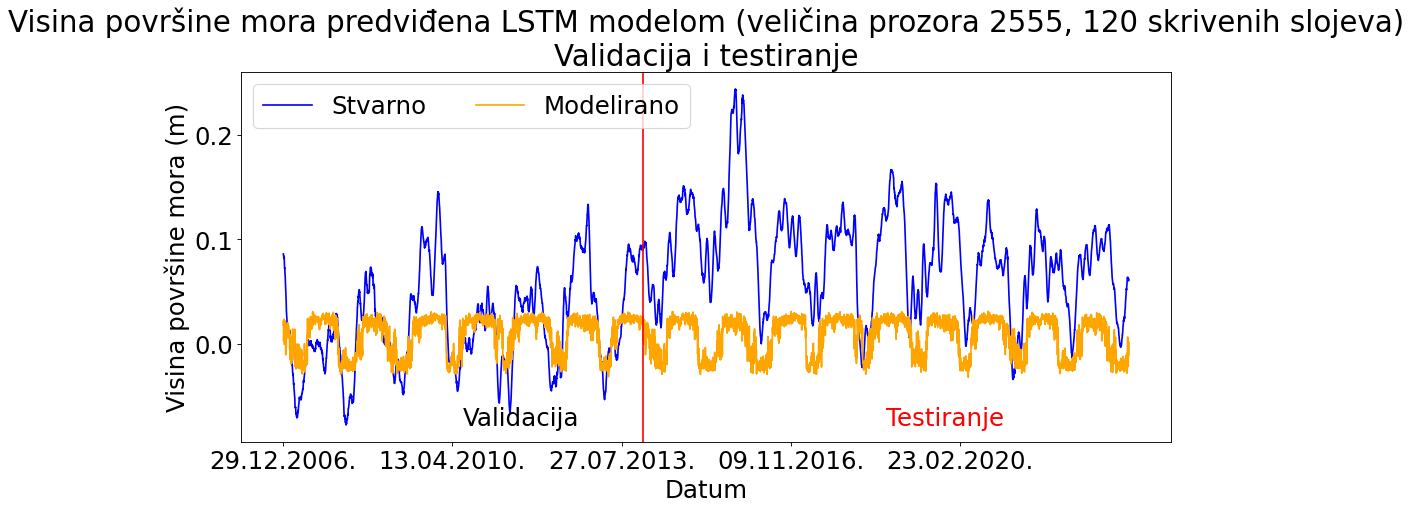 Visina površine mora predviđena LSTM modelom (veličina prozora 2555, 120 skrivenih slojeva)
Validacija i testiranje
Stvarno
Modelirano
Visina površine mora (m)
0.2
0.1
0.0
Validacija
Testiranje
29.12.2006.
13.04.2010.
27.07.2013.
09.11.2016.
23.02.2020.
Datum